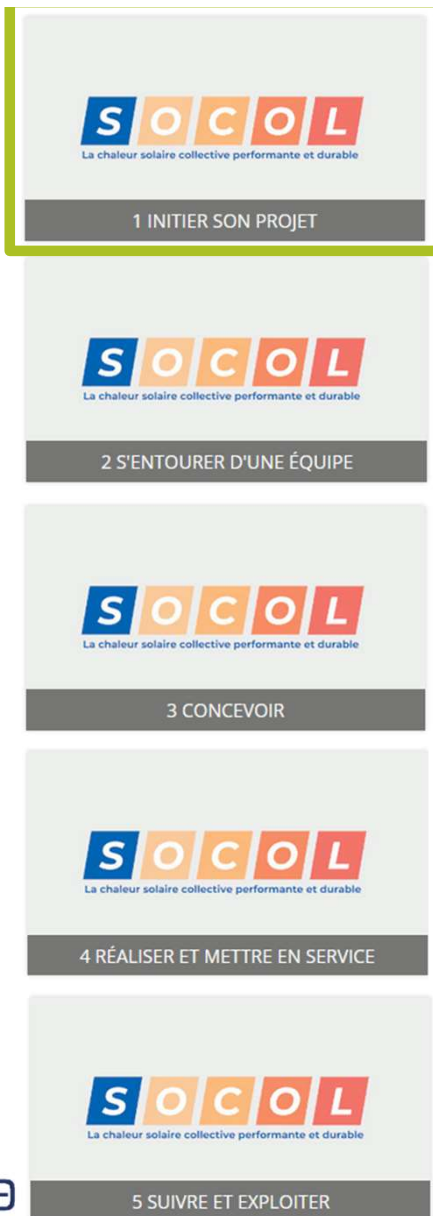 SOCOL
La chaleur solaire collective performante et durable
1 INITIER SON PROJET
SOCOL
La chaleur solaire collective performante et durable
2 S'ENTOURER D'UNE ÉQUIPE
SOCOL
La chaleur solaire collective performante et durable
3 CONCEVOIR
SOCOL
La chaleur solaire collective performante et durable
4 RÉALISER ET METTRE EN SERVICE
SOCOL
La chaleur solaire collective performante et durable
5 SUIVRE ET EXPLOITER